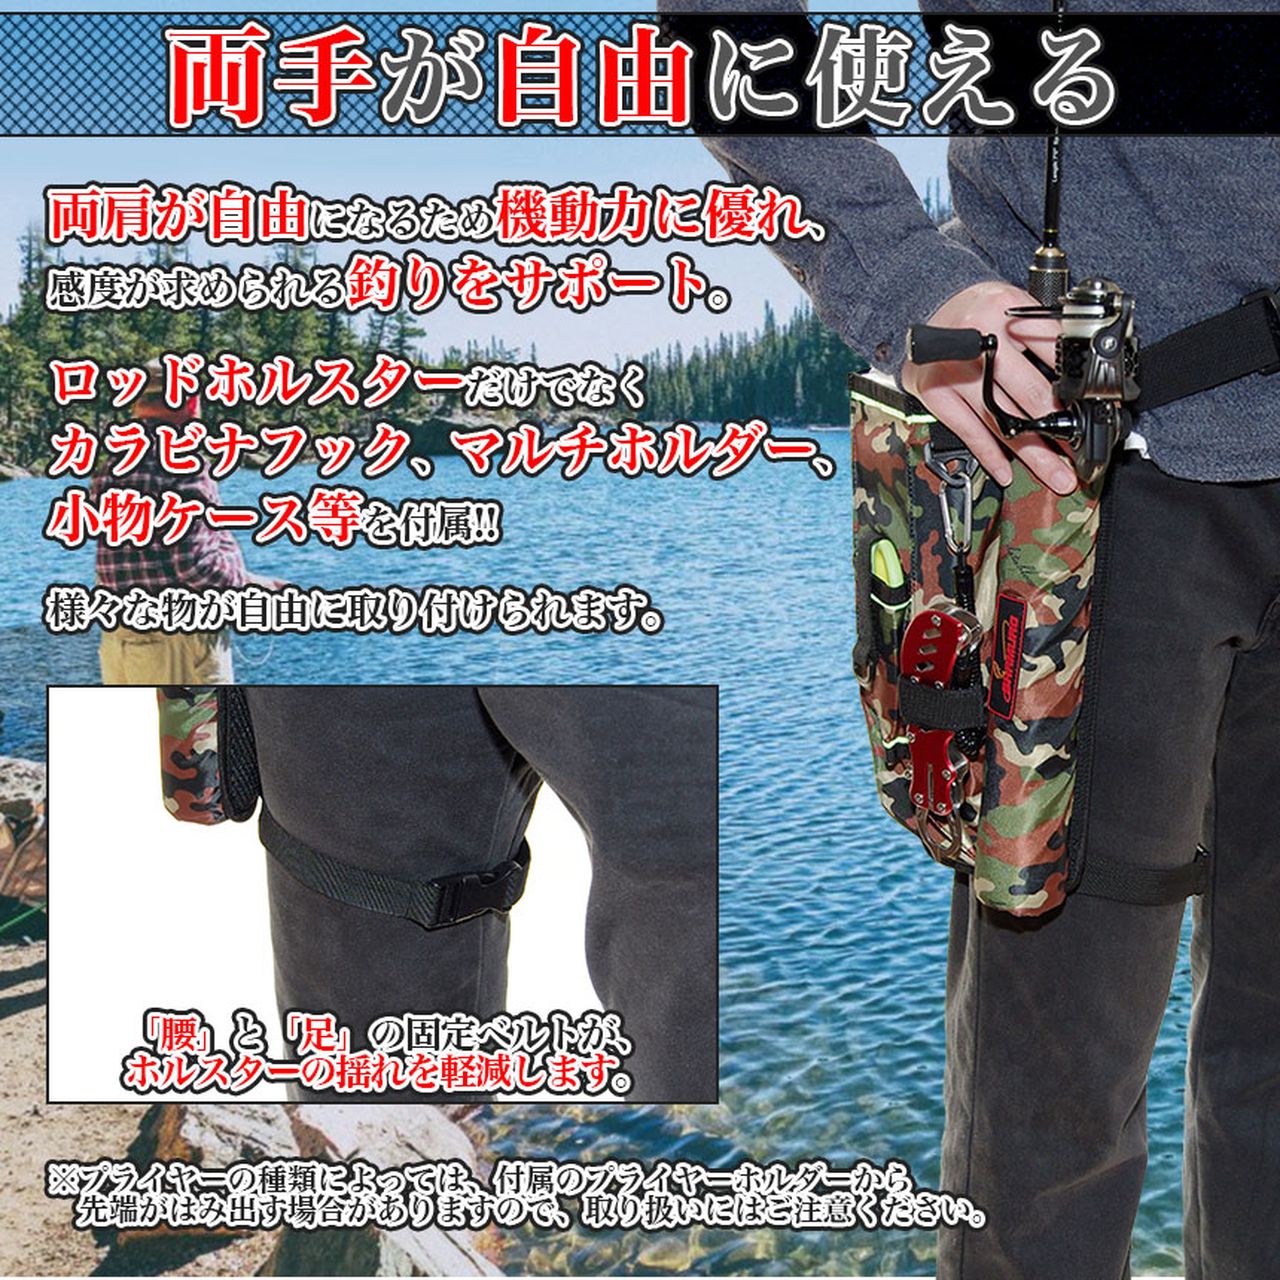 両手が自由に使える
両肩が自由になるため機動力に優れ、
感度が求められる釣りをサポート。
ロッドホルスターだけでなく
カラビナフック、マルチホルダー、
小物ケース等を付属!!
様々な物が自由に取り付けられます。
「腰」と「足」の固定ベルトが、
ホルスターの揺れを軽減します。
※プライヤーの種類によっては、付属のプライヤーホルダーから
先端がはみ出す場合がありますので、取り扱いにはご注意ください。